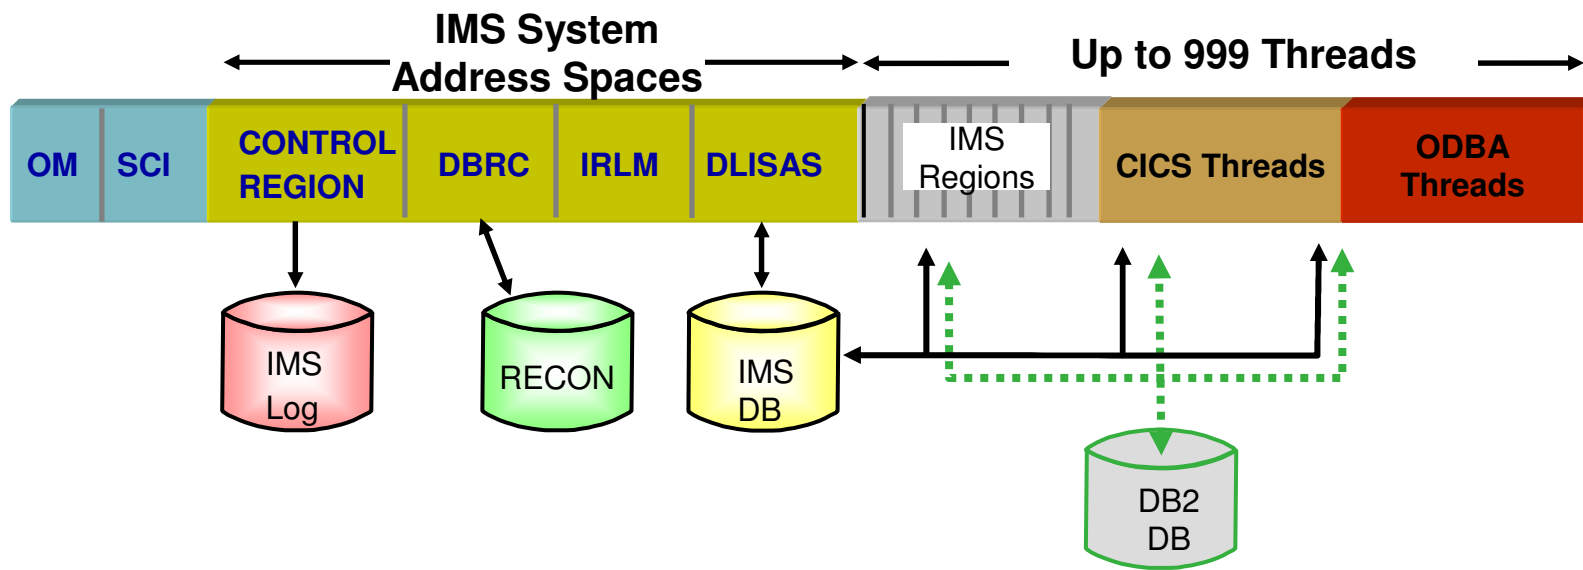 IMS System
Address Spaces
Up to 999 Threads
OM
SCI
CONTROL
REGION
DBRC
IRLM
DLISAS
IMS
Regions
CICS Threads
ODBA
Threads
IMS
Log
RECON
IMS
DB
DB2
DB